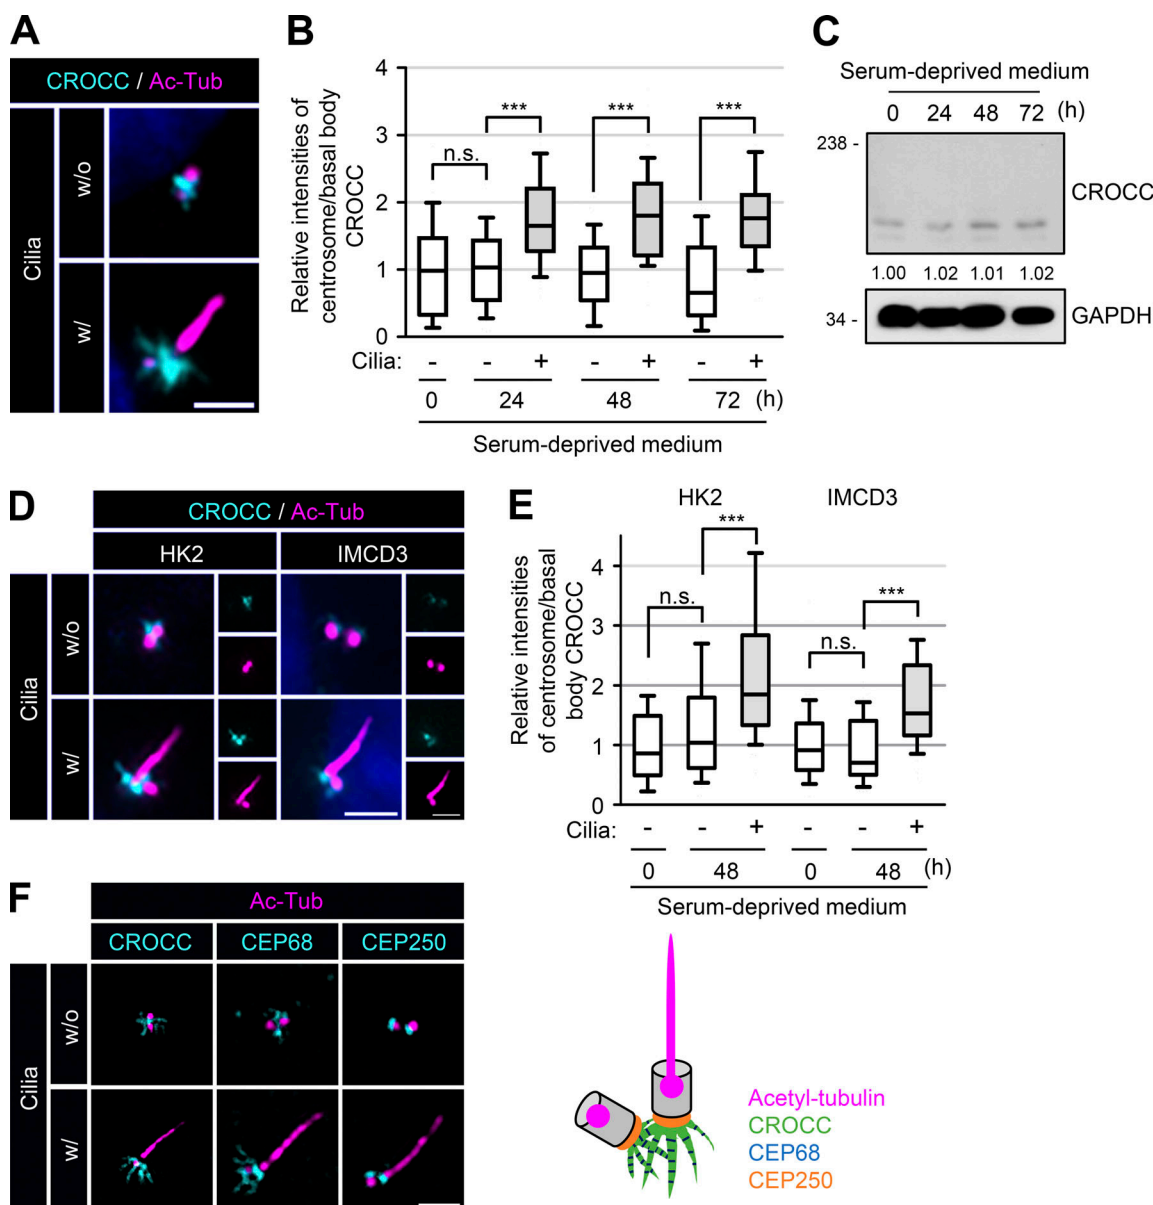 A
CROCC / Ac-Tub
Cilia
w/o
w/
B
Relative intensities of
centrosome/basal body
CROCC
4
3
2
1
0
n.s.
***
***
***
Cilia: - - + - + - +
0 24 48 72 (h)
Serum-deprived medium
C
Serum-deprived medium
0 24 48 72 (h)
238 -
CROCC
1.00 1.02 1.01 1.02
34 -
GAPDH
D
CROCC / Ac-Tub
HK2 IMCD3
Cilia
w/o
w/
E
HK2 IMCD3
Relative intensities
of centrosome/basal
body CROCC
4
3
2
1
0
n.s.
***
n.s.
***
Cilia: - - + - - +
0 48 0 48 (h)
Serum-deprived medium
F
Ac-Tub
CROCC CEP68 CEP250
Cilia
w/o
w/
Acetyl-tubulin
CROCC
CEP68
CEP250